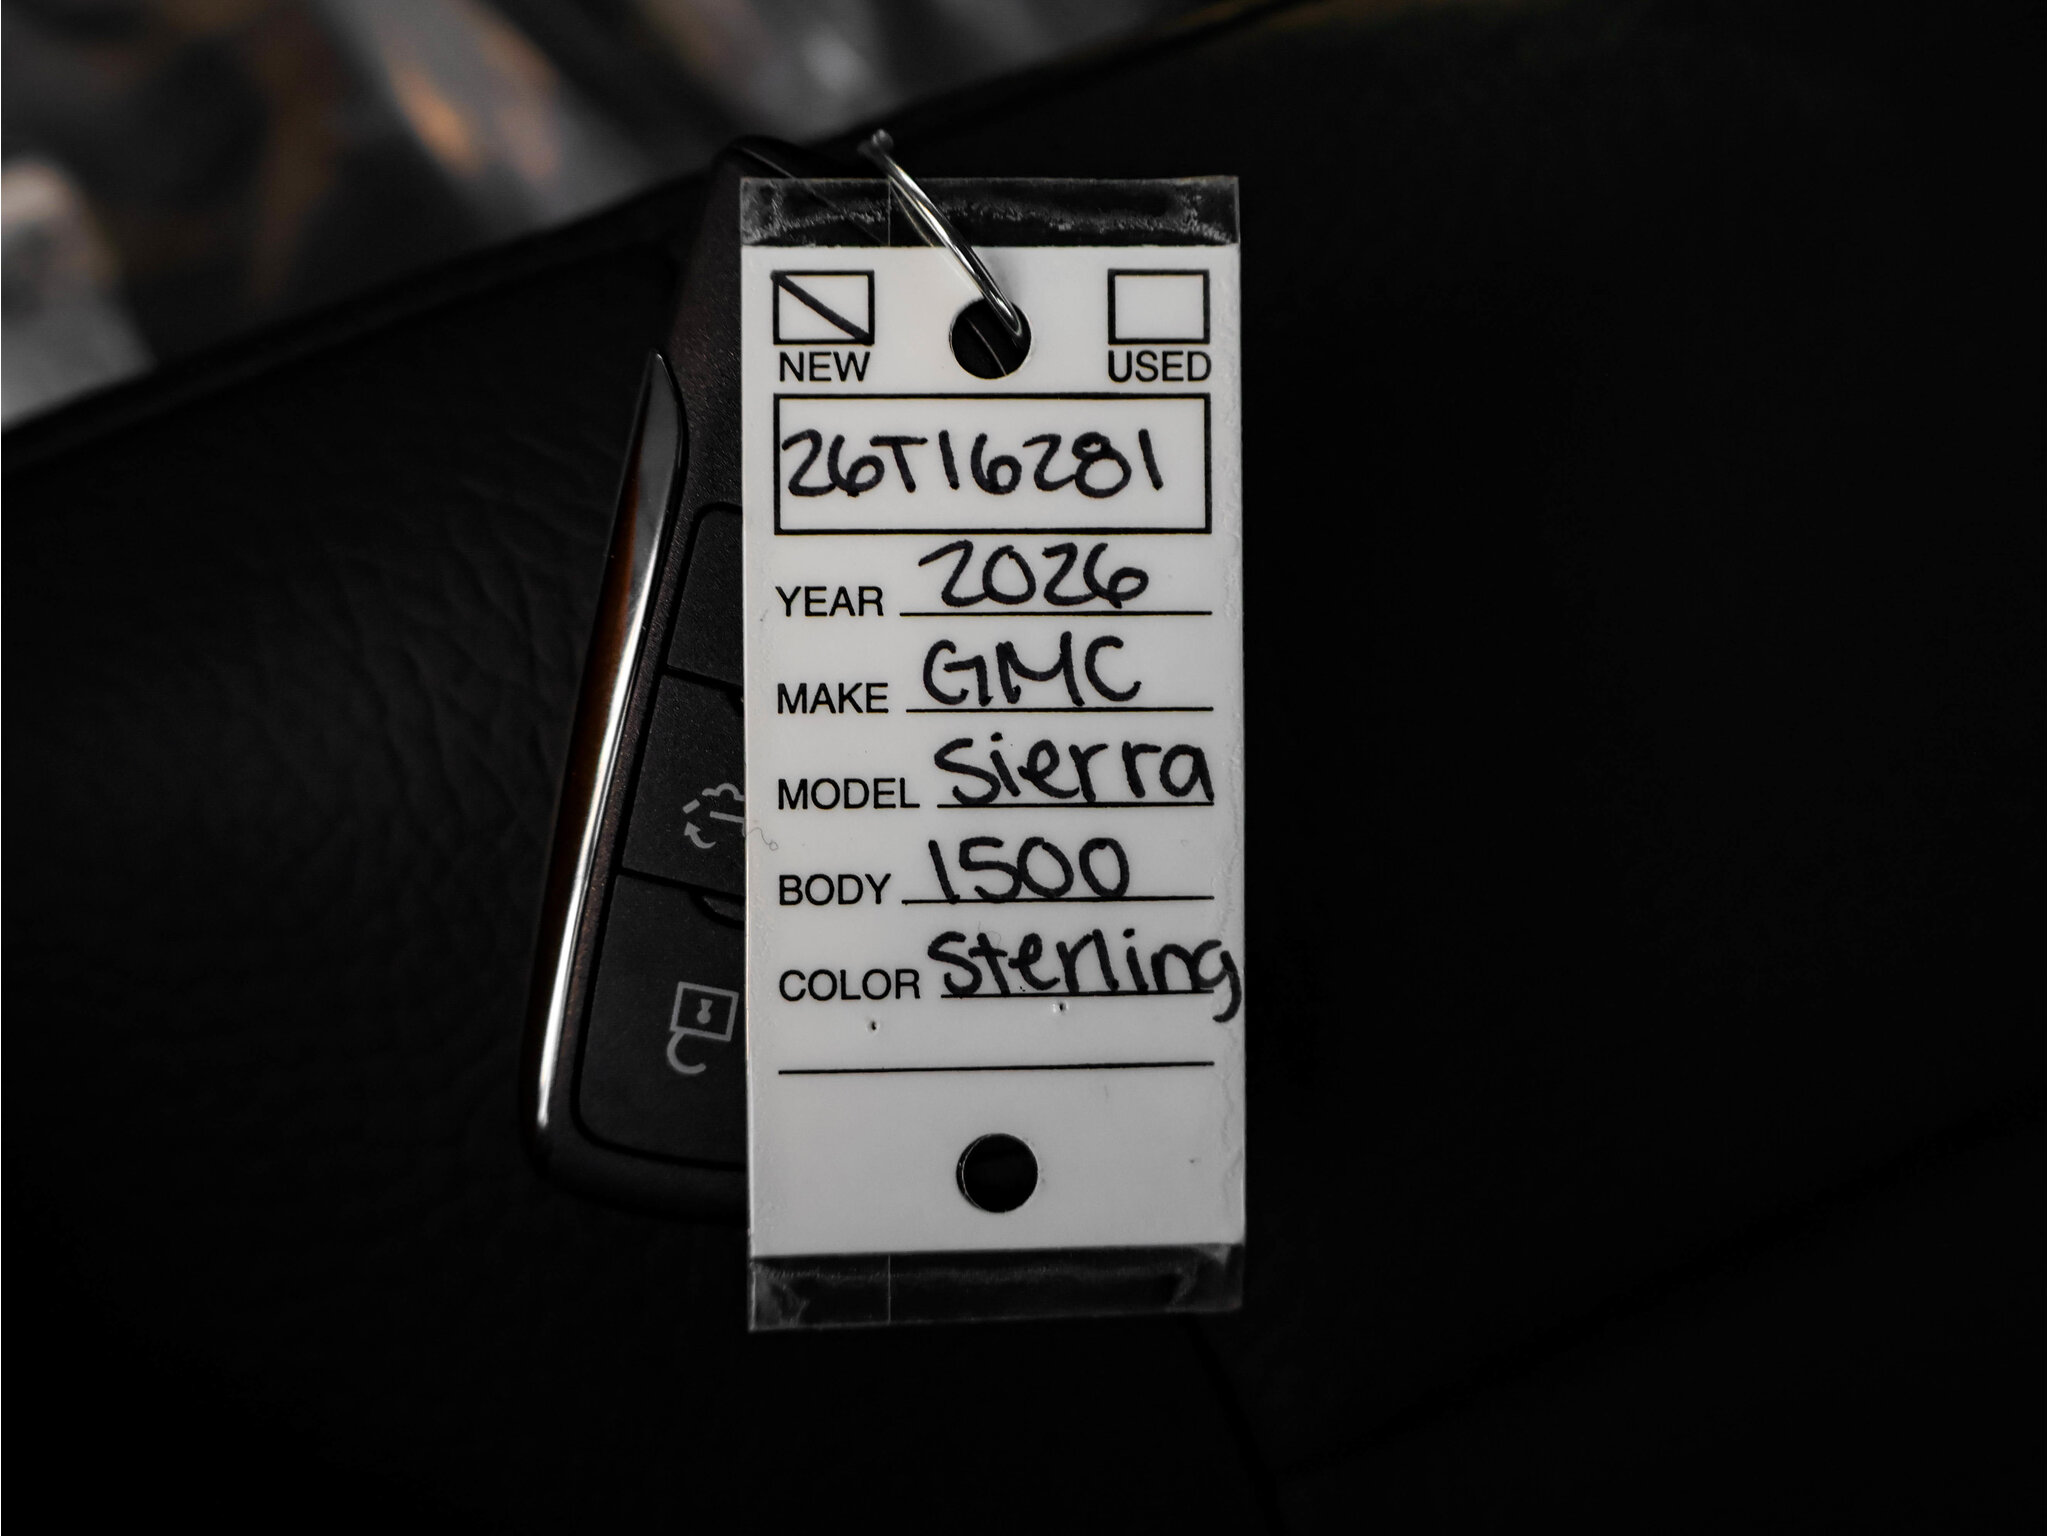 NEW USED
26T16281
YEAR 2026
MAKE GMC
MODEL Sierra
BODY 1500
COLOR Sterling